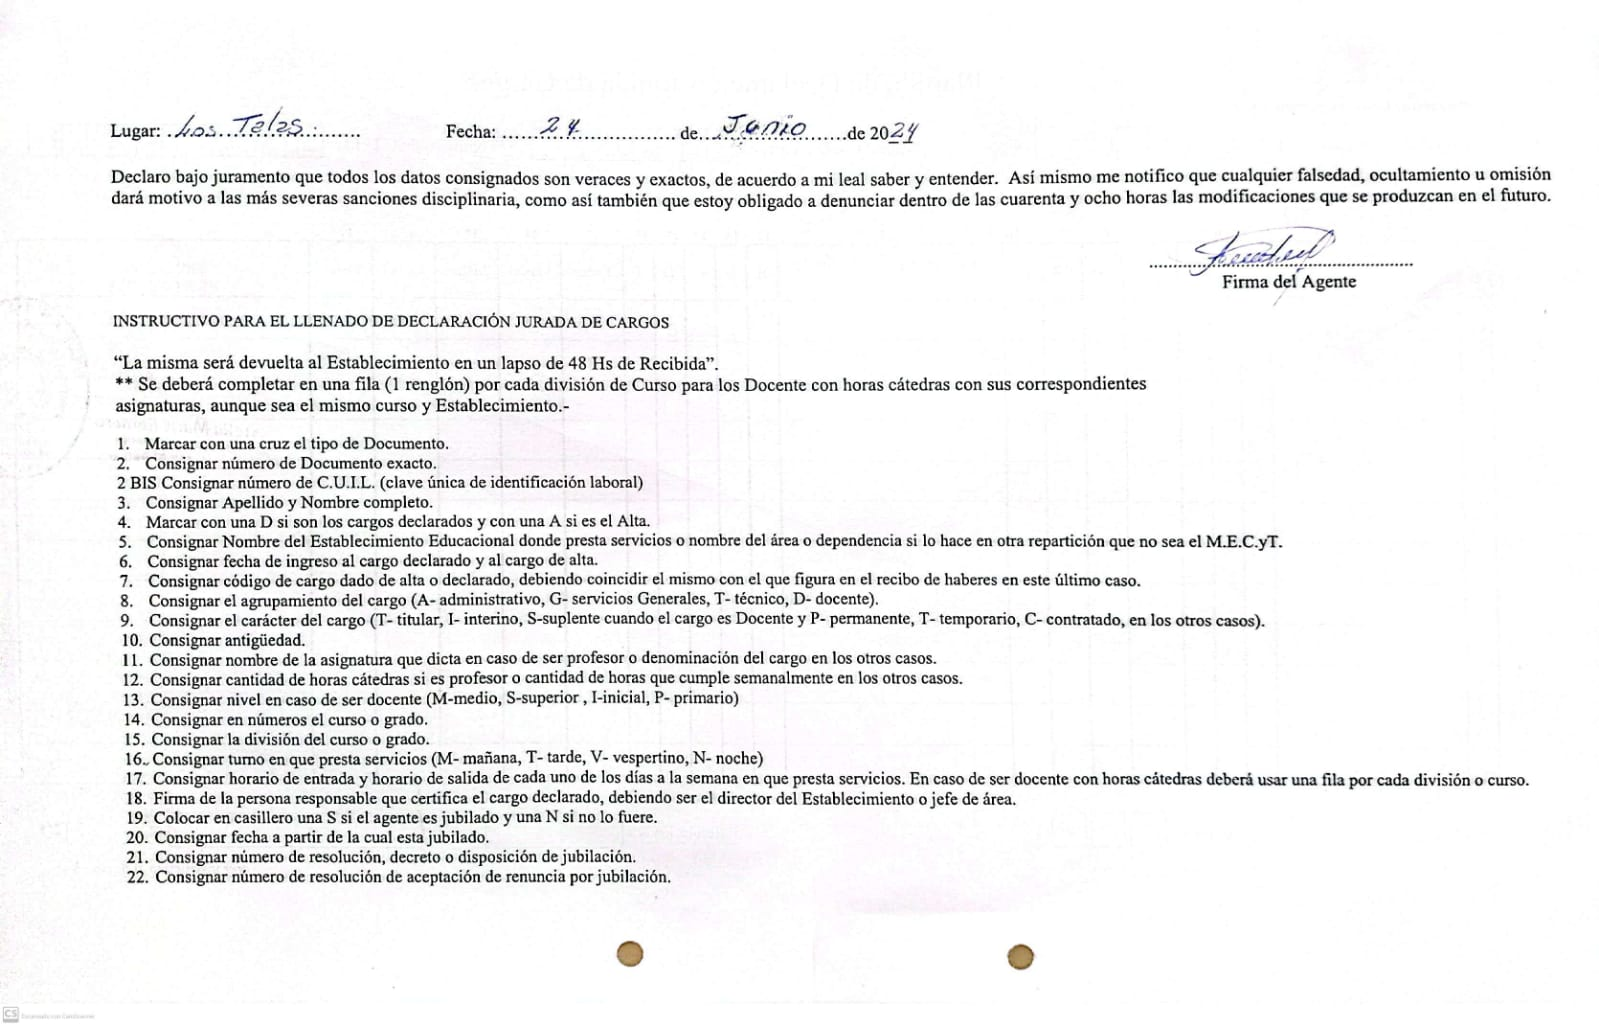 Lugar: Los Telas Fecha: 24 de Junio de 2024
Declaro bajo juramento que todos los datos consignados son veraces y exactos, de acuerdo a mi leal saber y entender. Así mismo me notifico que cualquier falsedad, ocultamiento u omisión
dará motivo a las más severas sanciones disciplinaria, como así también que estoy obligado a denunciar dentro de las cuarenta y ocho horas las modificaciones que se produzcan en el futuro.
Firma del Agente
INSTRUCTIVO PARA EL LLENADO DE DECLARACIÓN JURADA DE CARGOS
“La misma será devuelta al Establecimiento en un lapso de 48 Hs de Recibida”.
** Se deberá completar en una fila (1 renglón) por cada división de Curso para los Docente con horas cátedras con sus correspondientes
asignaturas, aunque sea el mismo curso y Establecimiento.-
1. Marcar con una cruz el tipo de Documento.
2. Consignar número de Documento exacto.
2 BIS Consignar número de C.U.I.L. (clave única de identificación laboral)
3. Consignar Apellido y Nombre completo.
4. Marcar con una D si son los cargos declarados y con una A si es el Alta.
5. Consignar Nombre del Establecimiento Educacional donde presta servicios o nombre del área o dependencia si lo hace en otra repartición que no sea el M.E.C.yT.
6. Consignar fecha de ingreso al cargo declarado y al cargo de alta.
7. Consignar código de cargo dado de alta o declarado, debiendo coincidir el mismo con el que figura en el recibo de haberes en este último caso.
8. Consignar el agrupamiento del cargo (A- administrativo, G- servicios Generales, T- técnico, D- docente).
9. Consignar el carácter del cargo (T- titular, I- interino, S-suplente cuando el cargo es Docente y P- permanente, T- temporario, C- contratado, en los otros casos).
10. Consignar antigüedad.
11. Consignar nombre de la asignatura que dicta en caso de ser profesor o denominación del cargo en los otros casos.
12. Consignar cantidad de horas cátedras si es profesor o cantidad de horas que cumple semanalmente en los otros casos.
13. Consignar nivel en caso de ser docente (M-medio, S-superior , I-inicial, P- primario)
14. Consignar en números el curso o grado.
15. Consignar la división del curso o grado.
16. Consignar turno en que presta servicios (M- mañana, T- tarde, V- vespertino, N- noche)
17. Consignar horario de entrada y horario de salida de cada uno de los días a la semana en que presta servicios. En caso de ser docente con horas cátedras deberá usar una fila por cada división o curso.
18. Firma de la persona responsable que certifica el cargo declarado, debiendo ser el director del Establecimiento o jefe de área.
19. Colocar en casillero una S si el agente es jubilado y una N si no lo fuere.
20. Consignar fecha a partir de la cual esta jubilado.
21. Consignar número de resolución, decreto o disposición de jubilación.
22. Consignar número de resolución de aceptación de renuncia por jubilación.
CS Escaneado con CamScanner